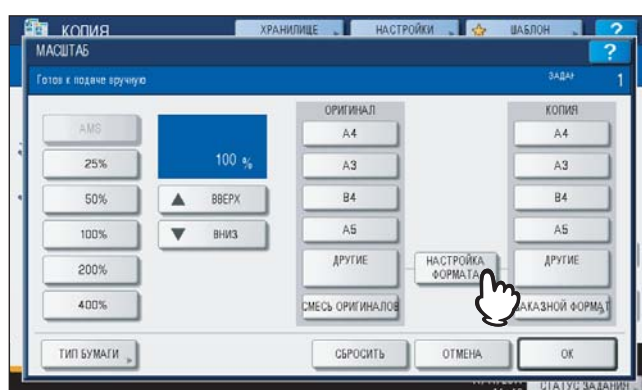 КОПИЯ
ХРАНИЛИЩЕ
НАСТРОЙКИ
ШАБЛОН
?
МАСШТАБ
?
Готов к подаче вручную
1
ОРИГИНАЛ
КОПИЯ
AMS
A4
A4
25%
100 %
A3
A3
50%
ВВЕРХ
B4
B4
100%
ВНИЗ
A5
A5
200%
ДРУГИЕ
НАСТРОЙКА
ФОРМАТА
ДРУГИЕ
400%
СМЕСЬ ОРИГИНАЛОВ
ЗАКАЗНОЙ ФОРМАТ
ТИП БУМАГИ
СБРОСИТЬ
ОТМЕНА
OK
СТАТУС ЗАДАНИЯ